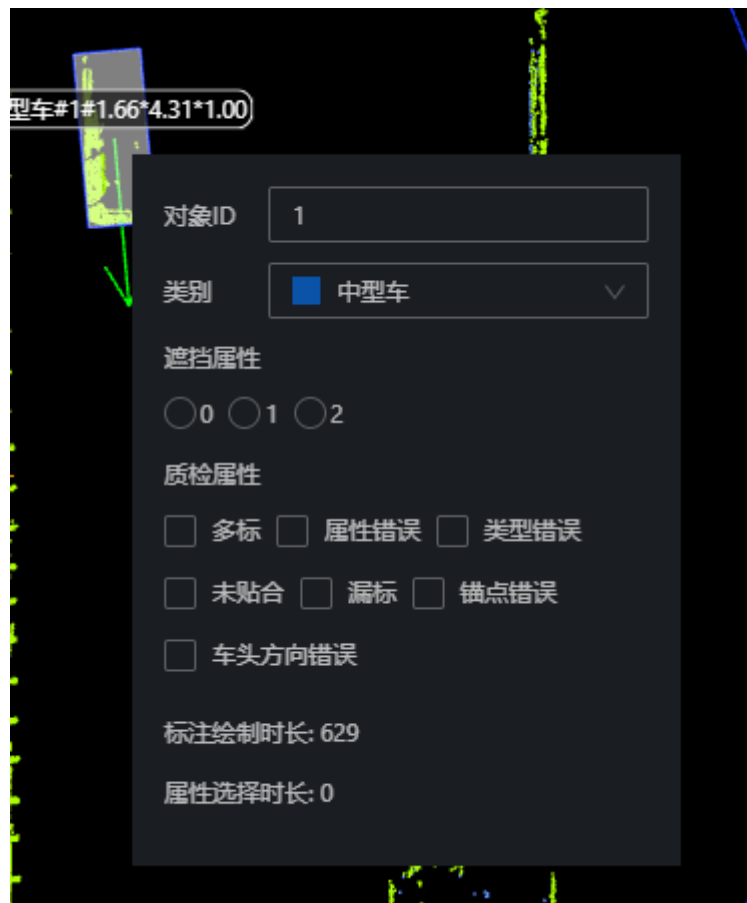 型车#1#1.66*4.31*1.00)
对象ID 1
类别 中型车
遮挡属性
0 1 2
质检属性
多标 属性错误 类型错误
未贴合 漏标 锚点错误
车头方向错误
标注绘制时长: 629
属性选择时长: 0